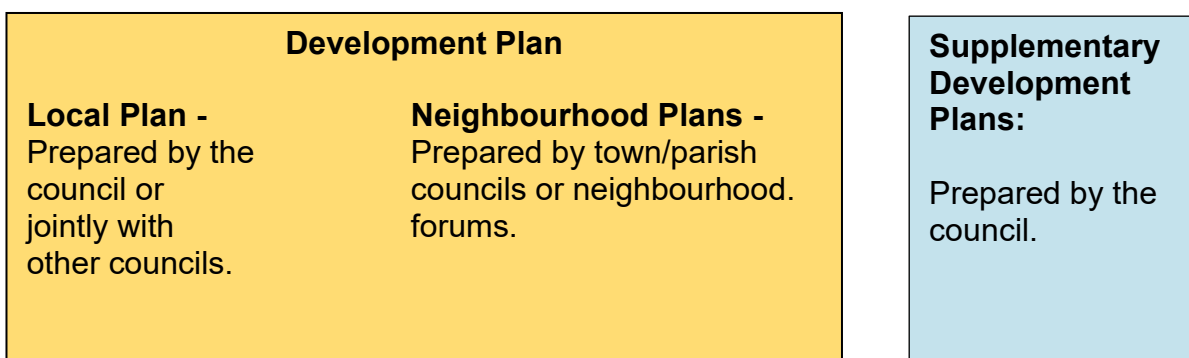 Development Plan
Local Plan -
Prepared by the
council or
jointly with
other councils.
Neighbourhood Plans -
Prepared by town/parish
councils or neighbourhood.
forums.
Supplementary
Development
Plans:
Prepared by the
council.